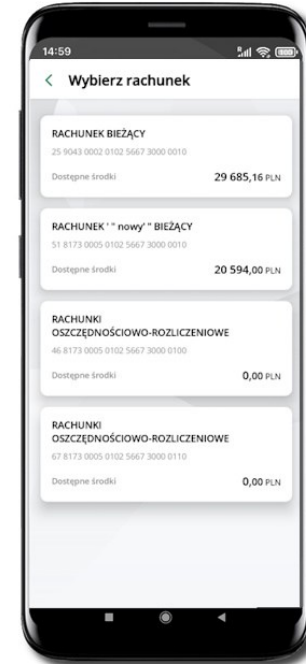 14:59
Wybierz rachunek
RACHUNEK BIEŻĄCY
25 9043 0002 0102 5667 3000 0010
Dostępne środki 29 685,16 PLN
RACHUNEK ' " nowy' " BIEŻĄCY
51 8173 0005 0102 5667 3000 0010
Dostępne środki 20 594,00 PLN
RACHUNKI
OSZCZĘDNOŚCIOWO-ROZLICZENIOWE
46 8173 0005 0102 5667 3000 0100
Dostępne środki 0,00 PLN
RACHUNKI
OSZCZĘDNOŚCIOWO-ROZLICZENIOWE
67 8173 0005 0102 5667 3000 0110
Dostępne środki 0,00 PLN